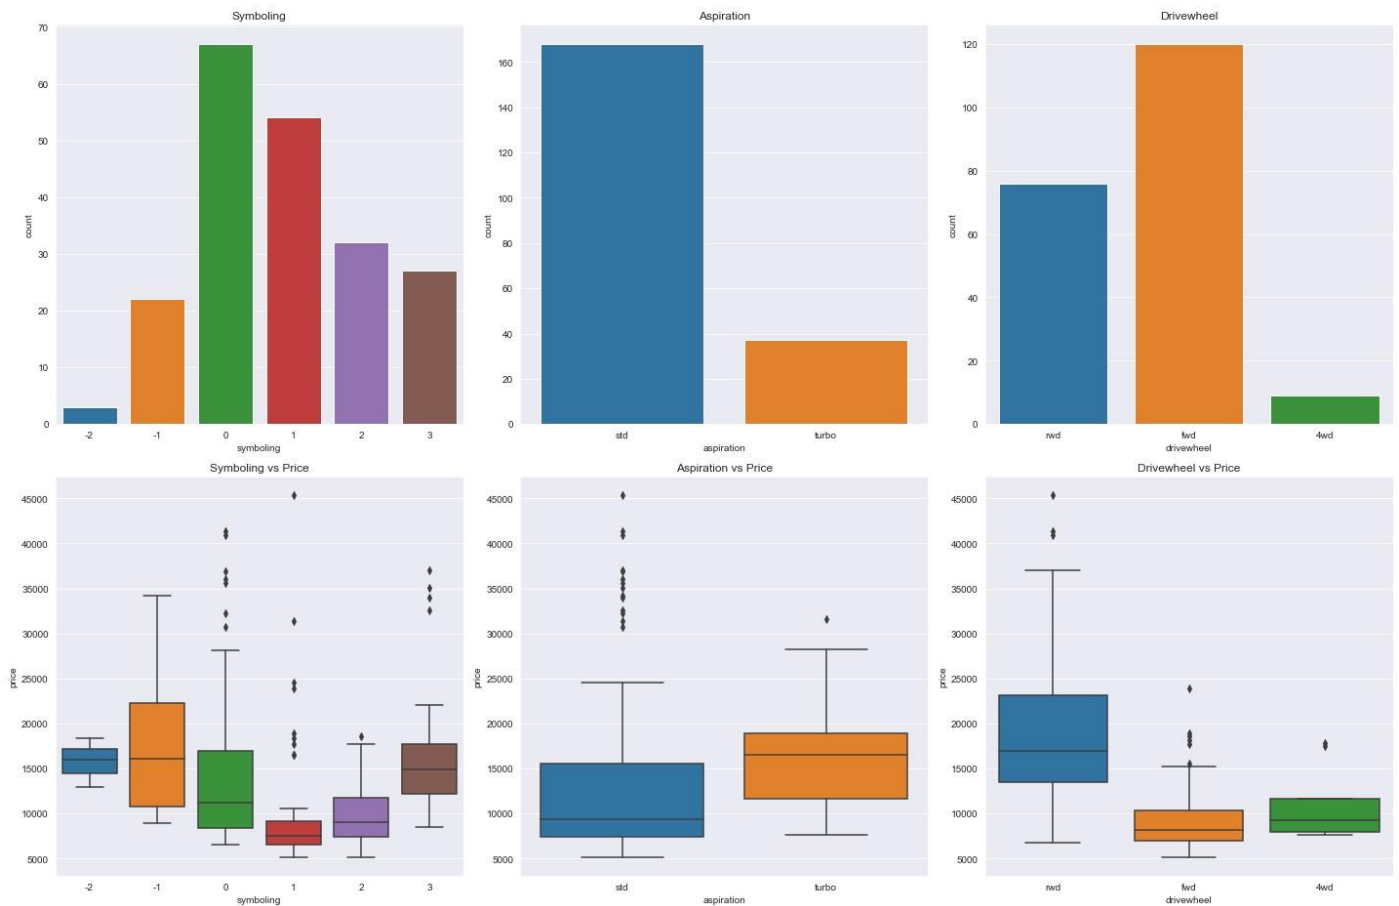 Symboling
70
60
50
40
30
20
10
0
count
-2 -1 0 1 2 3
symboling
Aspiration
160
140
120
100
80
60
40
20
0
count
std turbo
aspiration
Drivewheel
120
100
80
60
40
20
0
count
rwd fwd 4wd
drivewheel
Symboling vs Price
45000
40000
35000
30000
25000
20000
15000
10000
5000
price
-2 -1 0 1 2 3
symboling
Aspiration vs Price
45000
40000
35000
30000
25000
20000
15000
10000
5000
price
std turbo
aspiration
Drivewheel vs Price
45000
40000
35000
30000
25000
20000
15000
10000
5000
price
rwd fwd 4wd
drivewheel